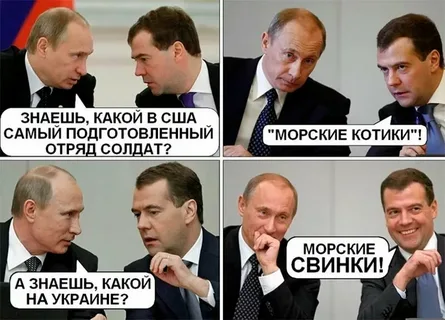 ЗНАЕШЬ, КАКОЙ В США
САМЫЙ ПОДГОТОВЛЕННЫЙ
ОТРЯД СОЛДАТ?
"МОРСКИЕ КОТИКИ"!
А ЗНАЕШЬ, КАКОЙ
НА УКРАИНЕ?
МОРСКИЕ
СВИНКИ!